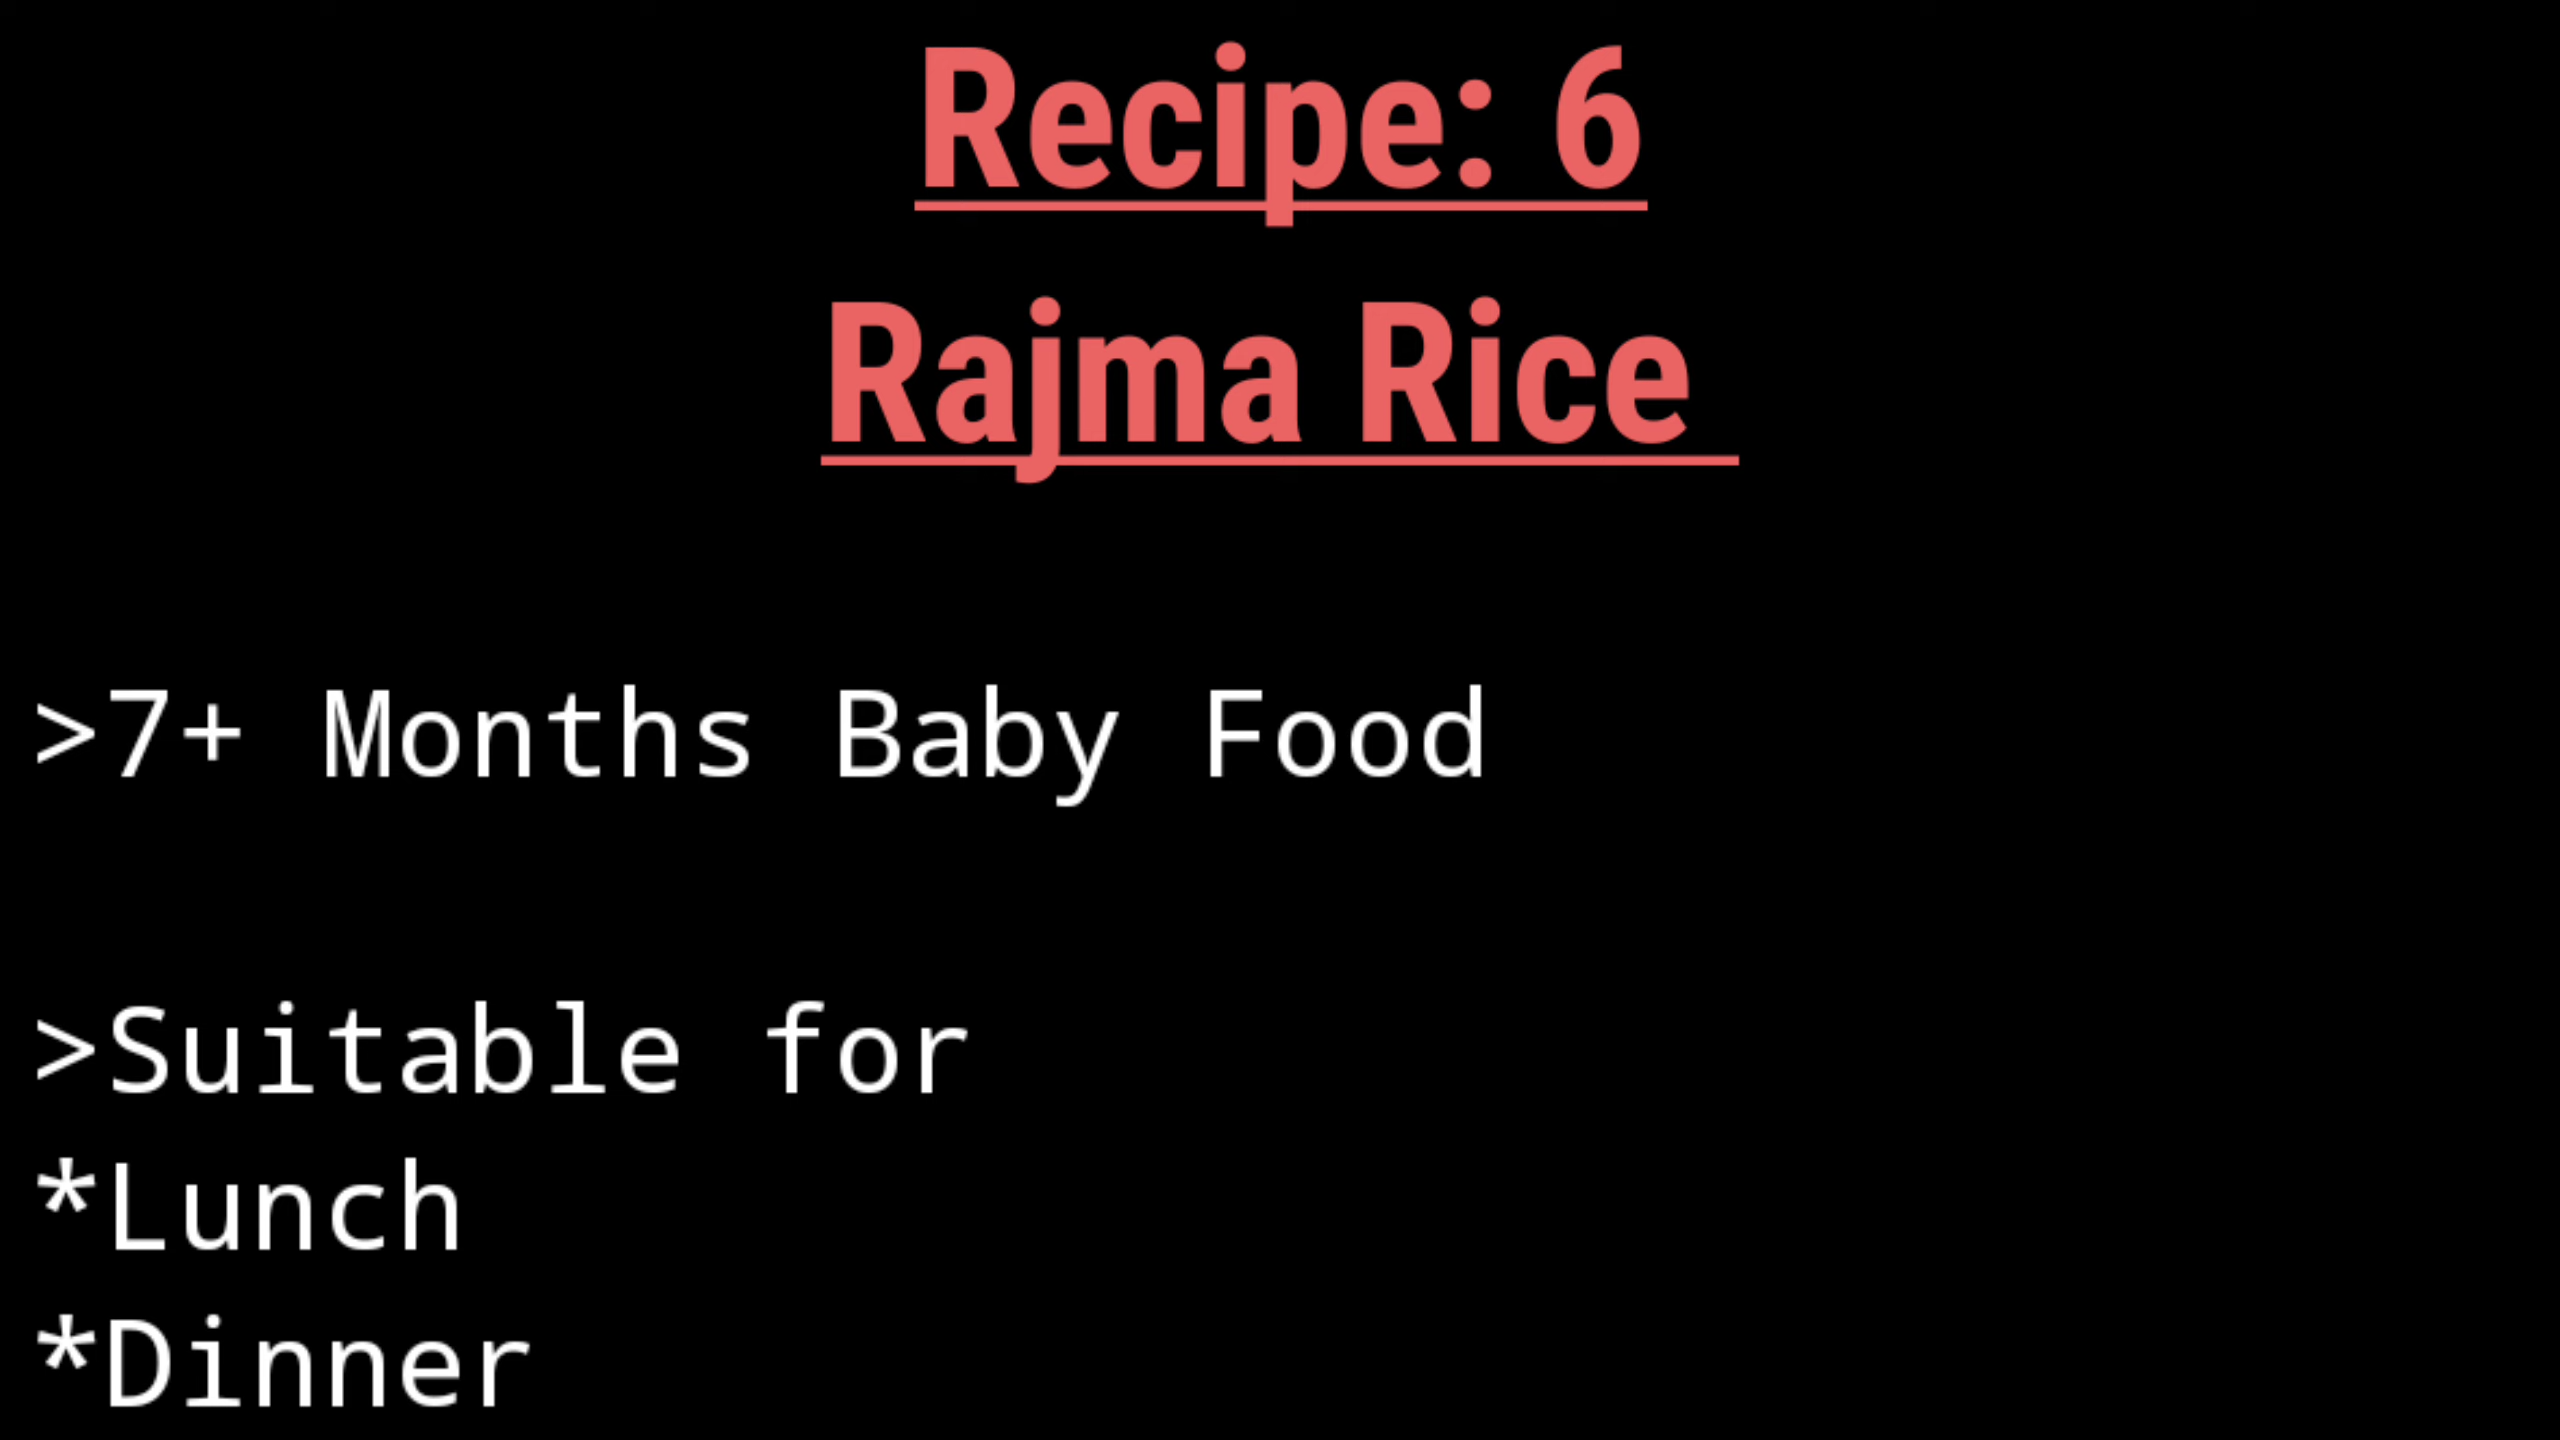 Recipe: 6
Rajma Rice
>7+ Months Baby Food
>Suitable for
*Lunch
*Dinner